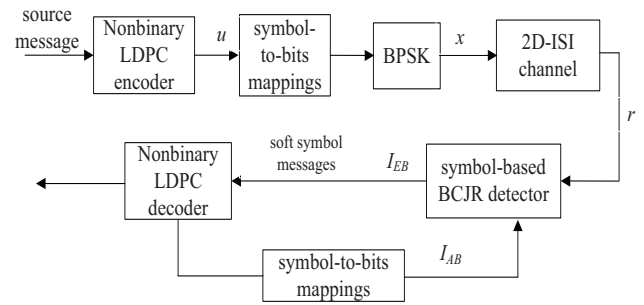 source
message
Nonbinary
LDPC
encoder
u
symbol-
to-bits
mappings
BPSK
x
2D-ISI
channel
r
Nonbinary
LDPC
decoder
soft symbol
messages
I_EB
symbol-based
BCJR detector
symbol-to-bits
mappings
I_AB